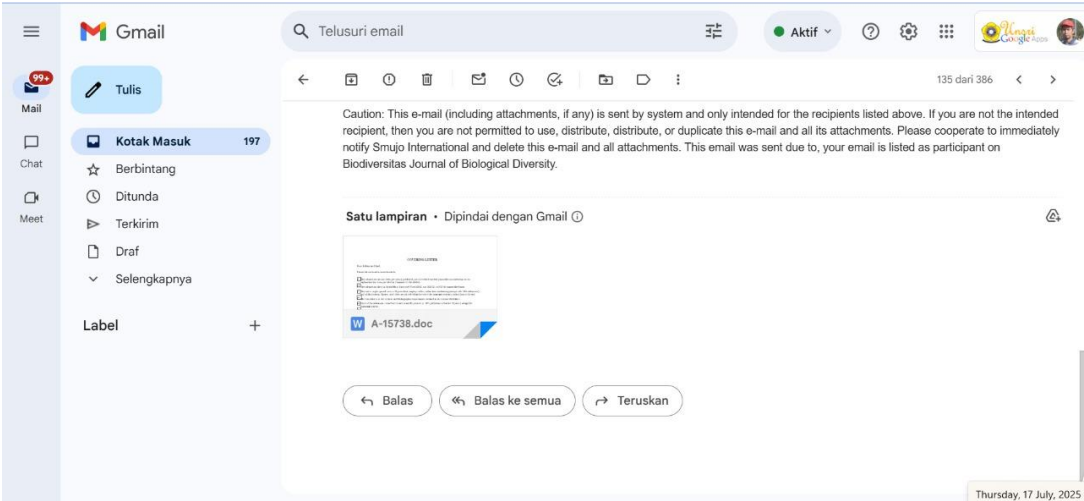 Gmail
Telusuri email
Aktif
Google Apps
99+
Mail
Chat
Meet
Tulis
Kotak Masuk 197
Berbintang
Ditunda
Terkirim
Draf
Selengkapnya
Label
135 dari 386
Caution: This e-mail (including attachments, if any) is sent by system and only intended for the recipients listed above. If you are not the intended
recipient, then you are not permitted to use, distribute, distribute, or duplicate this e-mail and all its attachments. Please cooperate to immediately
notify Smujo International and delete this e-mail and all attachments. This email was sent due to, your email is listed as participant on
Biodiversitas Journal of Biological Diversity.
Satu lampiran • Dipindai dengan Gmail
W A-15738.doc
Balas
Balas ke semua
Teruskan
Thursday, 17 July, 2025